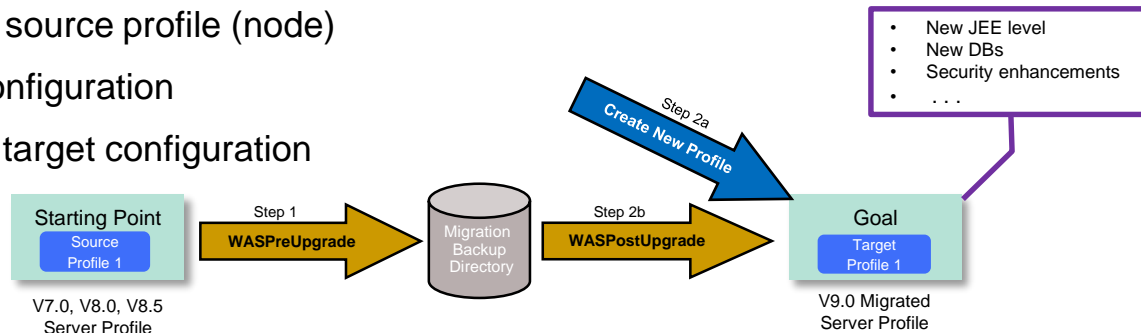 source profile (node)
onfiguration
target configuration
• New JEE level
• New DBs
• Security enhancements
• . . .
Step 2a
Create New Profile
Starting Point
Source
Profile 1
V7.0, V8.0, V8.5
Server Profile
Step 1
WASPreUpgrade
Migration
Backup
Directory
Step 2b
WASPostUpgrade
Goal
Target
Profile 1
V9.0 Migrated
Server Profile